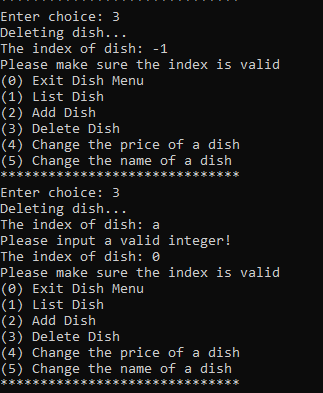 ******************************
Enter choice: 3
Deleting dish...
The index of dish: -1
Please make sure the index is valid
(0) Exit Dish Menu
(1) List Dish
(2) Add Dish
(3) Delete Dish
(4) Change the price of a dish
(5) Change the name of a dish
******************************
Enter choice: 3
Deleting dish...
The index of dish: a
Please input a valid integer!
The index of dish: 0
Please make sure the index is valid
(0) Exit Dish Menu
(1) List Dish
(2) Add Dish
(3) Delete Dish
(4) Change the price of a dish
(5) Change the name of a dish
******************************